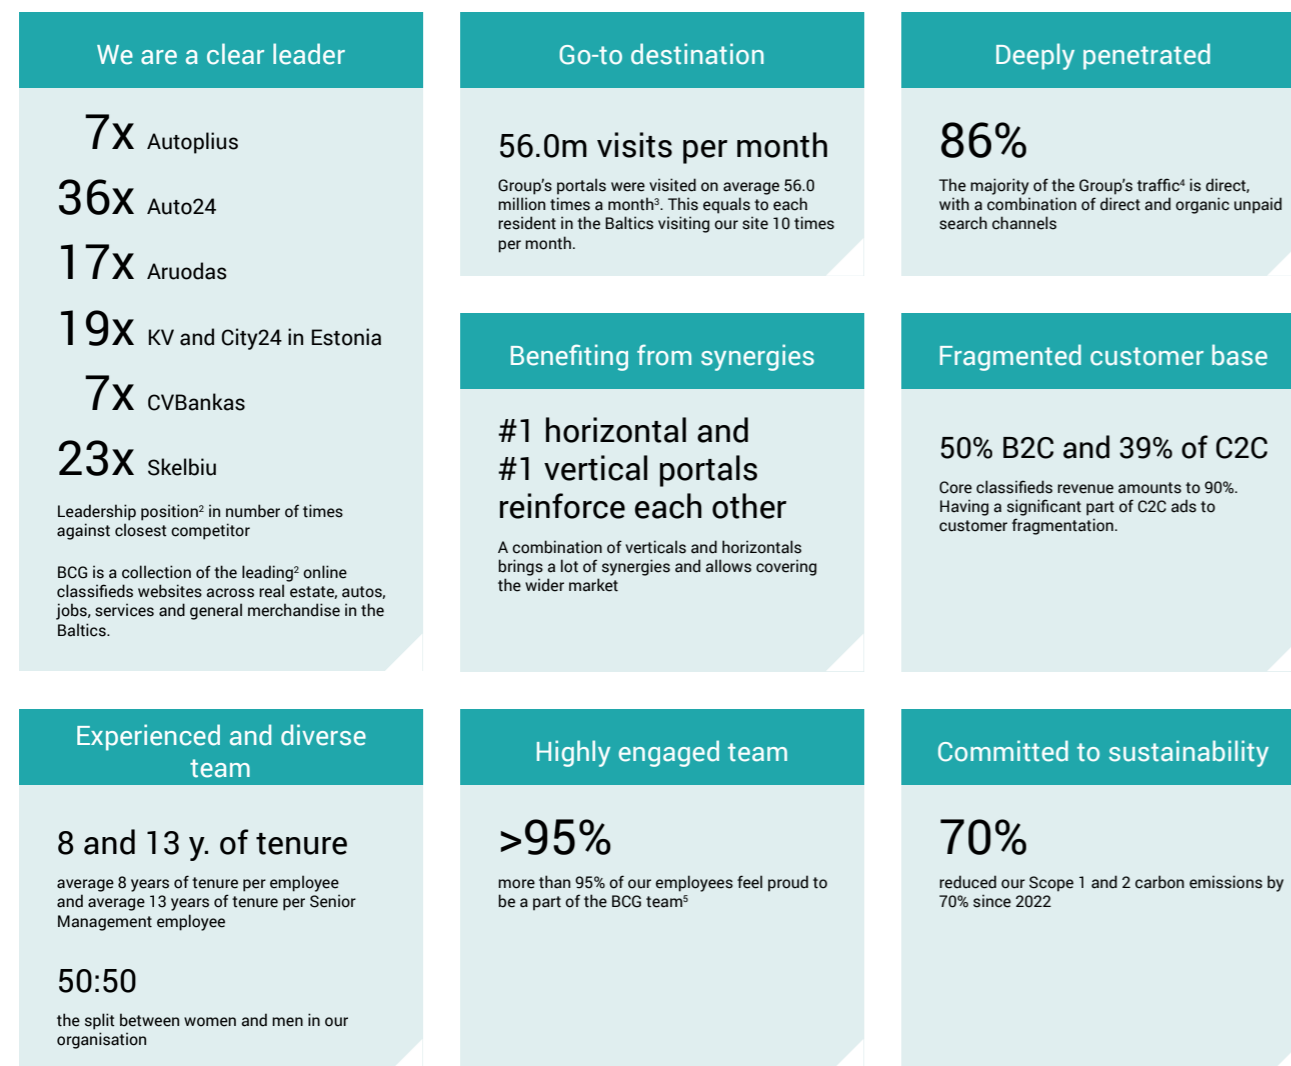 We are a clear leader
7x Autoplius
36x Auto24
17x Aruodas
19x KV and City24 in Estonia
7x CVBankas
23x Skelbiu
Leadership position² in number of times
against closest competitor
BCG is a collection of the leading² online
classifieds websites across real estate, autos,
jobs, services and general merchandise in the
Baltics.
Go-to destination
56.0m visits per month
Group's portals were visited on average 56.0
million times a month³. This equals to each
resident in the Baltics visiting our site 10 times
per month.
Deeply penetrated
86%
The majority of the Group's traffic⁴ is direct,
with a combination of direct and organic unpaid
search channels
Benefiting from synergies
#1 horizontal and
#1 vertical portals
reinforce each other
A combination of verticals and horizontals
brings a lot of synergies and allows covering
the wider market
Fragmented customer base
50% B2C and 39% of C2C
Core classifieds revenue amounts to 90%.
Having a significant part of C2C ads to
customer fragmentation.
Experienced and diverse
team
8 and 13 y. of tenure
average 8 years of tenure per employee
and average 13 years of tenure per Senior
Management employee
50:50
the split between women and men in our
organisation
Highly engaged team
>95%
more than 95% of our employees feel proud to
be a part of the BCG team⁵
Committed to sustainability
70%
reduced our Scope 1 and 2 carbon emissions by
70% since 2022